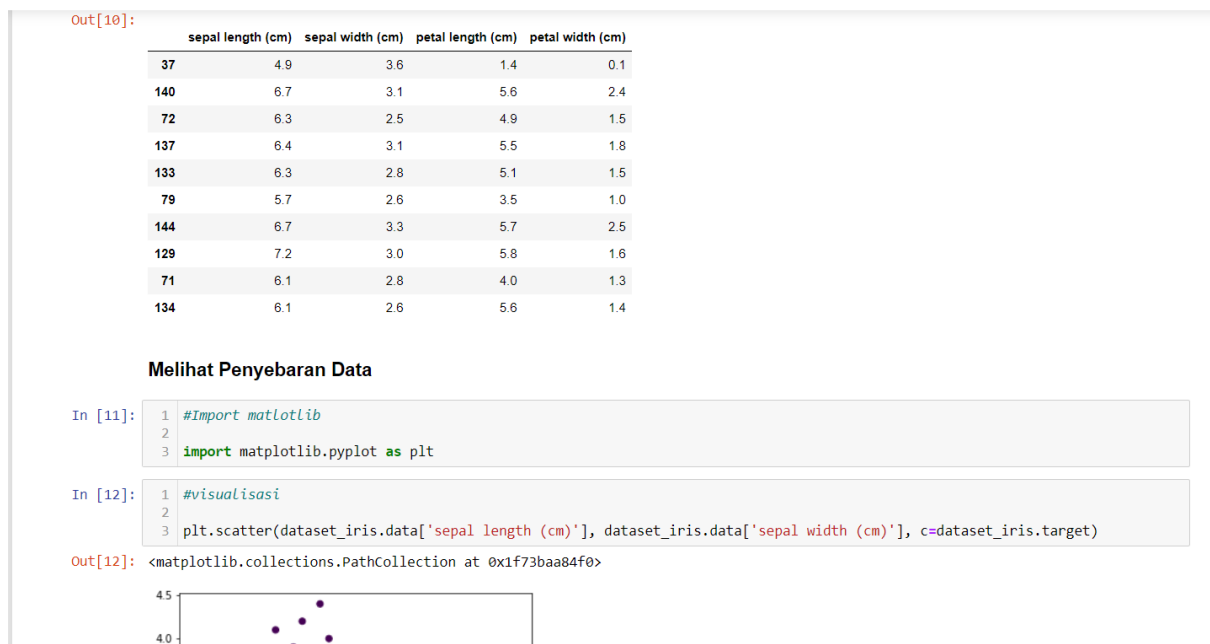 Out[10]:
sepal length (cm) sepal width (cm) petal length (cm) petal width (cm)
37 4.9 3.6 1.4 0.1
140 6.7 3.1 5.6 2.4
72 6.3 2.5 4.9 1.5
137 6.4 3.1 5.5 1.8
133 6.3 2.8 5.1 1.5
79 5.7 2.6 3.5 1.0
144 6.7 3.3 5.7 2.5
129 7.2 3.0 5.8 1.6
71 6.1 2.8 4.0 1.3
134 6.1 2.6 5.6 1.4
Melihat Penyebaran Data
In [11]:
1 #Import matlotlib
2
3 import matplotlib.pyplot as plt
In [12]:
1 #visualisasi
2
3 plt.scatter(dataset_iris.data['sepal length (cm)'], dataset_iris.data['sepal width (cm)'], c=dataset_iris.target)
Out[12]: <matplotlib.collections.PathCollection at 0x1f73baa84f0>
4.5
4.0